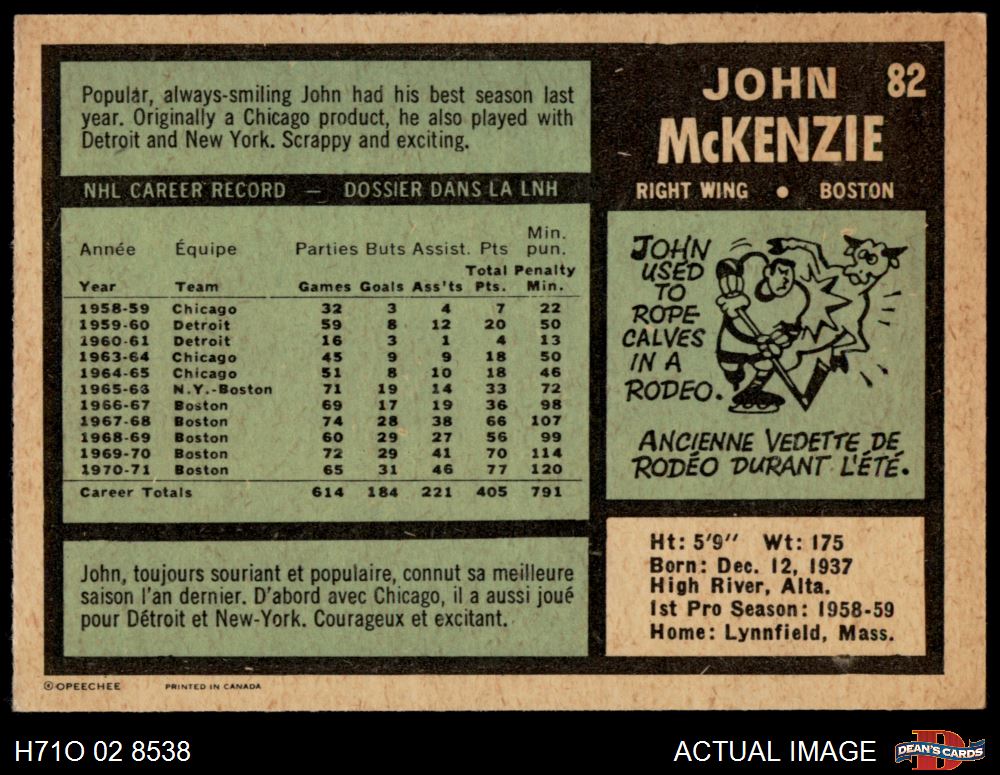 Popular, always-smiling John had his best season last
year. Originally a Chicago product, he also played with
Detroit and New York. Scrappy and exciting.
NHL CAREER RECORD — DOSSIER DANS LA LNH
Année Équipe Parties Buts Assist. Pts Min. pun.
Year Team Games Goals Ass'ts Total Pts. Penalty Min.
1958-59 Chicago 32 3 4 7 22
1959-60 Detroit 59 8 12 20 50
1960-61 Detroit 16 3 1 4 13
1963-64 Chicago 45 9 9 18 50
1964-65 Chicago 51 8 10 18 46
1965-66 N.Y.-Boston 71 19 14 33 72
1966-67 Boston 69 17 19 36 98
1967-68 Boston 74 28 38 66 107
1968-69 Boston 60 29 27 56 99
1969-70 Boston 72 29 41 70 114
1970-71 Boston 65 31 46 77 120
Career Totals 614 184 221 405 791
John, toujours souriant et populaire, connut sa meilleure
saison l'an dernier. D'abord avec Chicago, il a aussi joué
pour Détroit et New-York. Courageux et excitant.
©OPEECHEE PRINTED IN CANADA
JOHN 82
McKENZIE
RIGHT WING • BOSTON
JOHN
USED
TO
ROPE
CALVES
IN A
RODEO.
ANCIENNE VEDETTE DE
RODÉO DURANT L'ÉTÉ.
Ht: 5'9" Wt: 175
Born: Dec. 12, 1937
High River, Alta.
1st Pro Season: 1958-59
Home: Lynnfield, Mass.
H71O 02 8538
ACTUAL IMAGE
DEAN'S CARDS